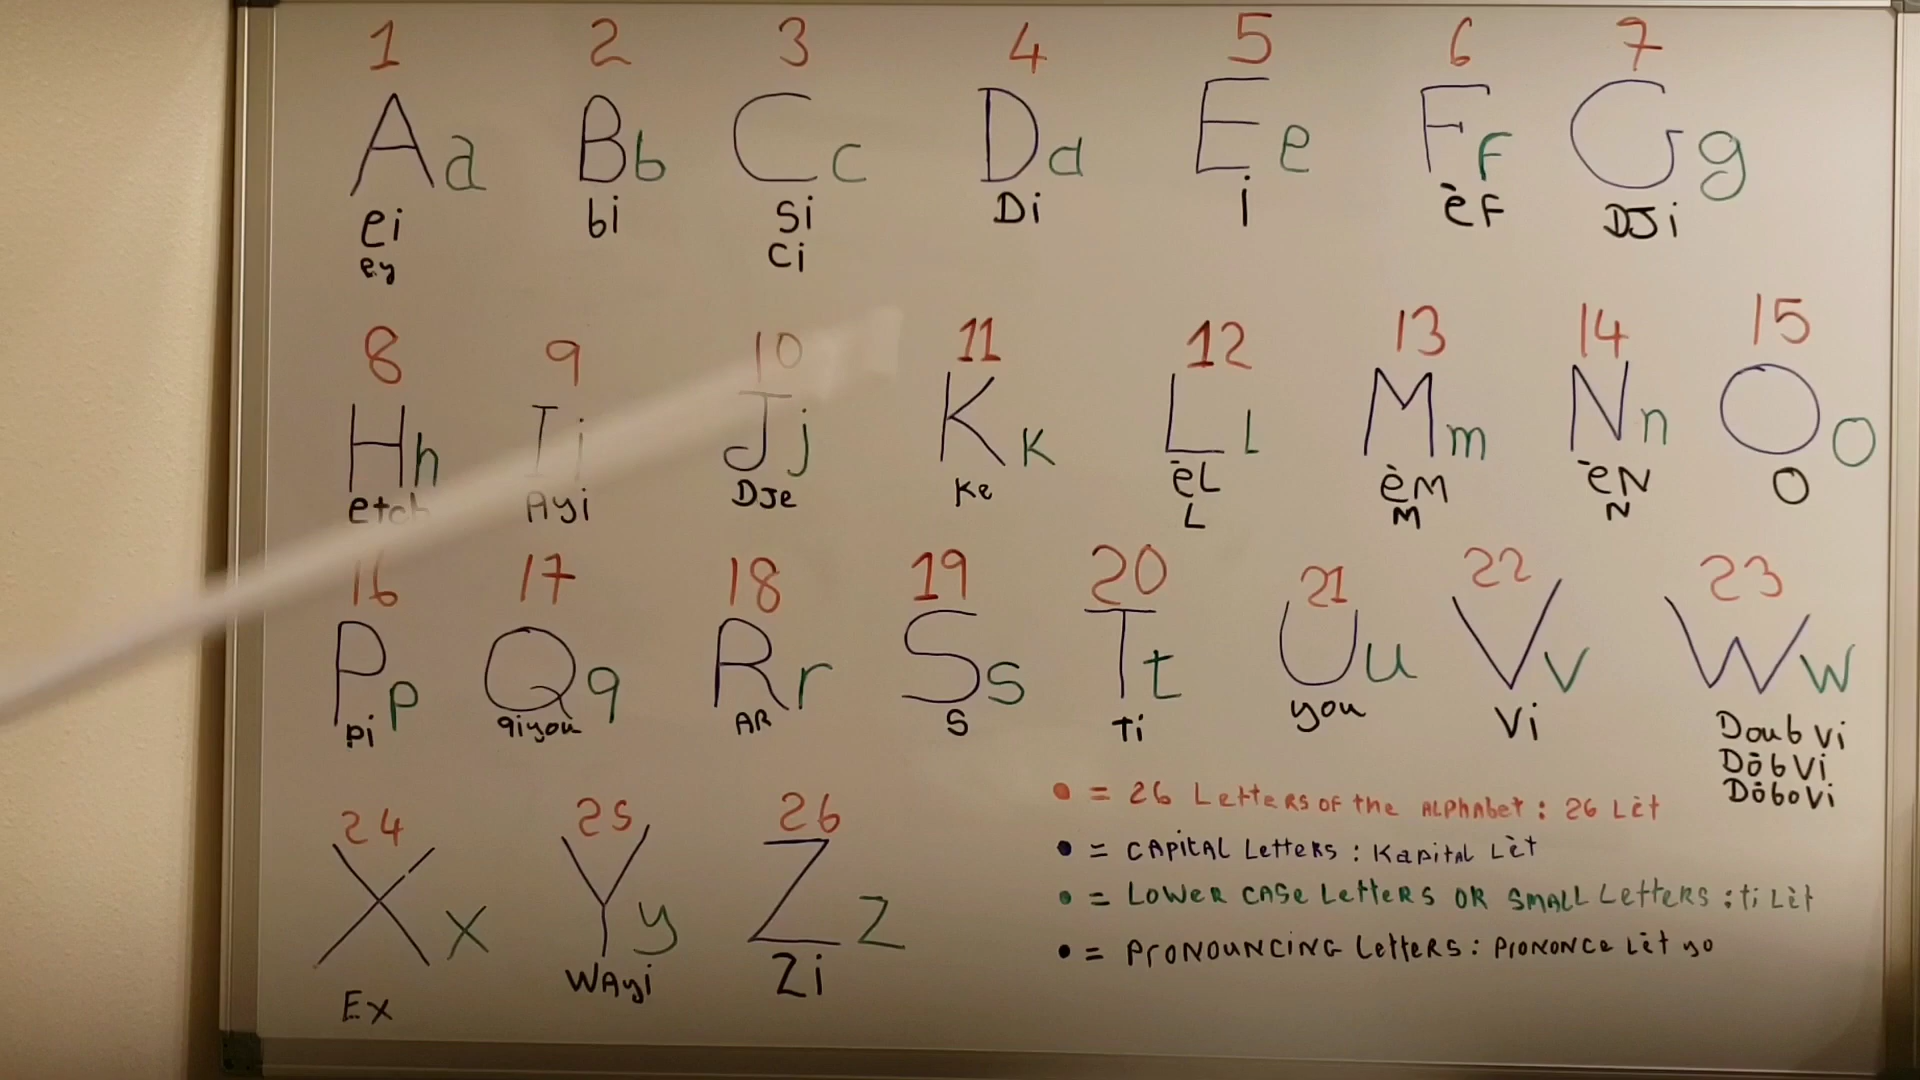 1 2 3 4 5 6 7
Aa Bb Cc Dd Ee Ff Gg
ei bi si Di i èF DJi
ey ci
8 9 10 11 12 13 14 15
Hh Ii Jj Kk Ll Mm Nn Oo
etch Ayi DJe Ke èL èM èN O
L M N
16 17 18 19 20 21 22 23
Pp Qq Rr Ss Tt Uu Vv Ww
pi qiyou AR S Ti you Vi Doub Vi
DōbVi
DōboVi
24 25 26
Xx Yy Zz
Ex WAyi Zi
• = 26 LetteRs oF the ALPHAbet : 26 Lèt
• = CAPitAL LetteRs : KapitAL Lèt
• = LOWER CASe LetteRS OR SMALL Letters : ti Lèt
• = PRONOUNCING LetteRs : PRONONCE Lèt yo